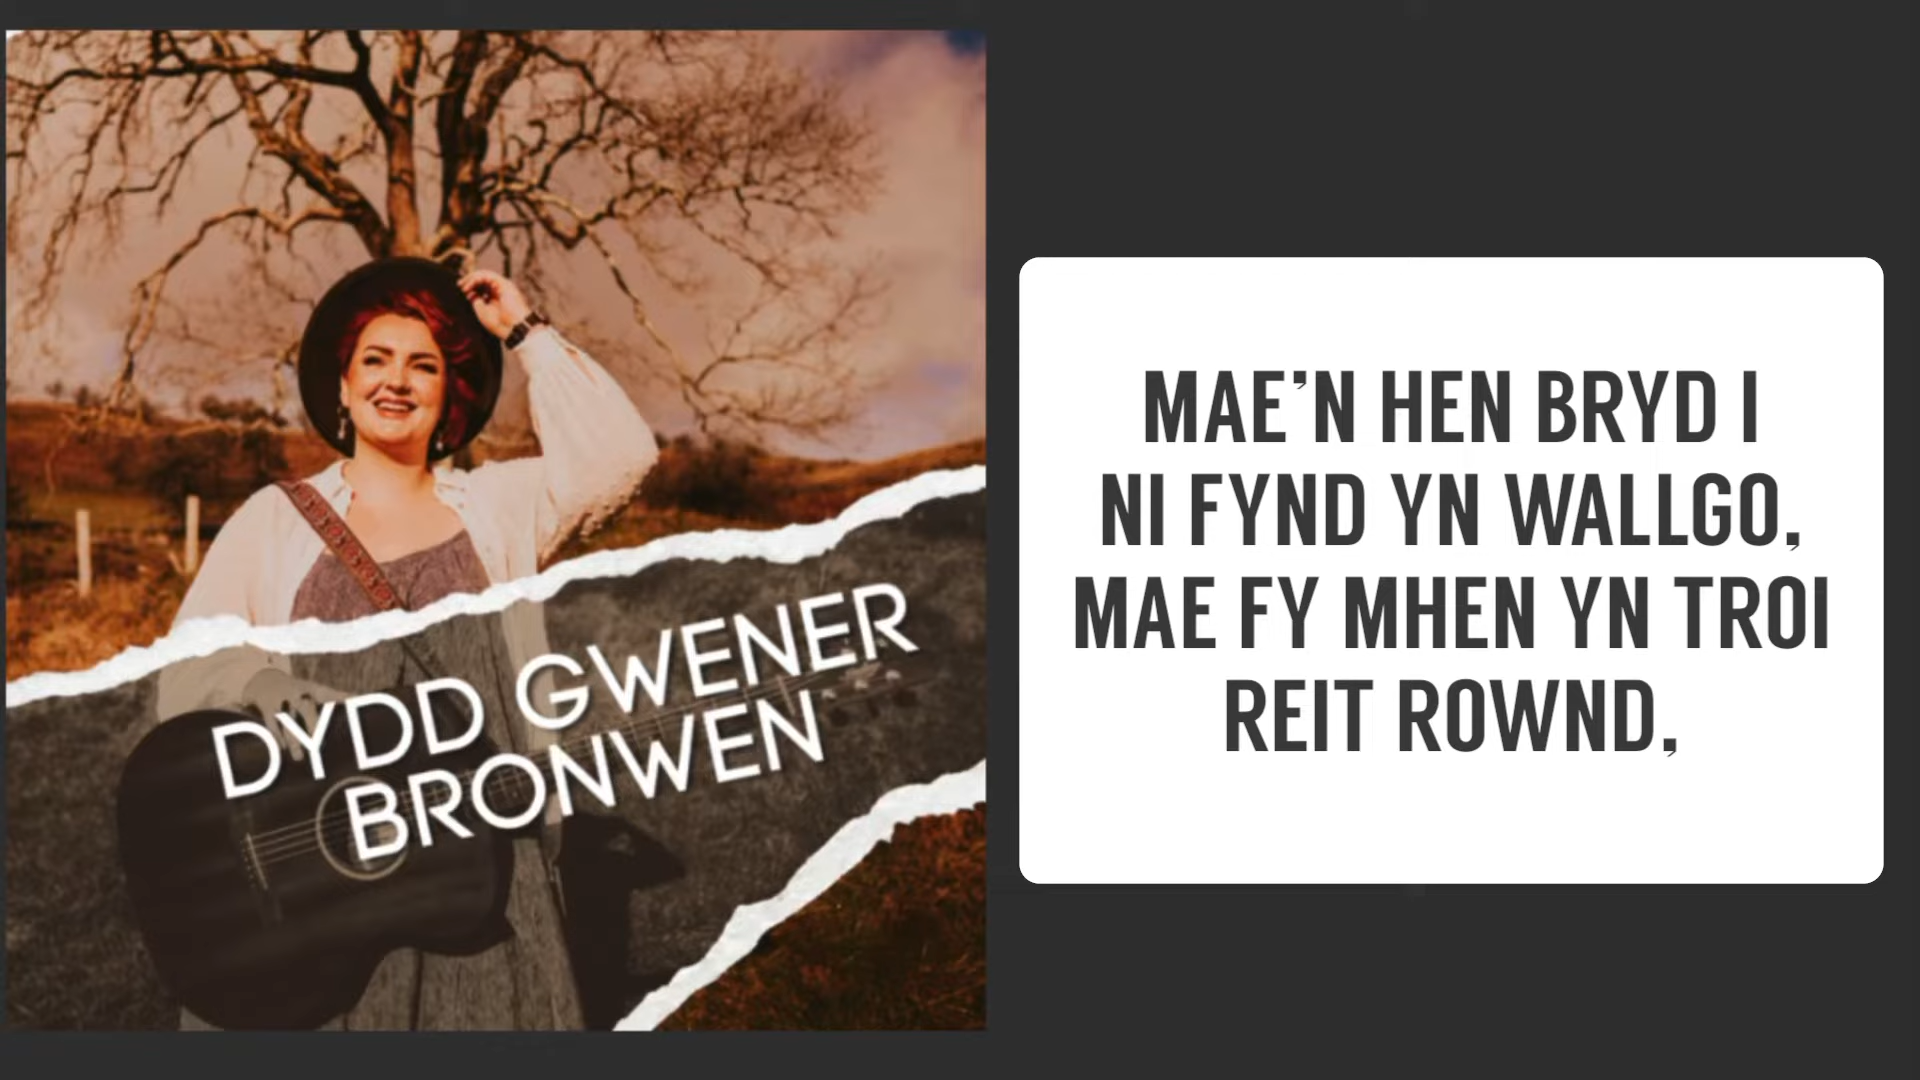 DYDD GWENER
BRONWEN
MAE'N HEN BRYD I
NI FYND YN WALLGO,
MAE FY MHEN YN TROI
REIT ROWND,